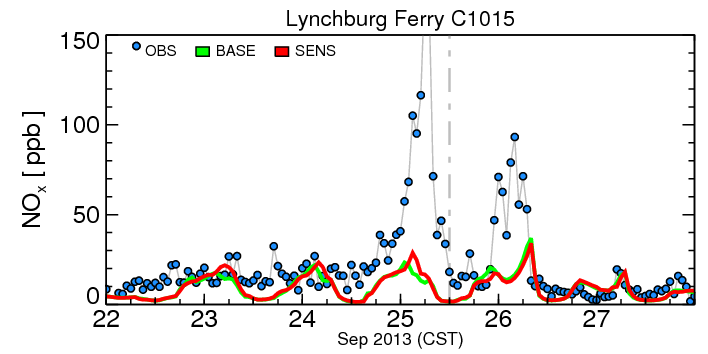 Lynchburg Ferry C1015
OBS BASE SENS
NOx [ ppb ]
150
100
50
0
22 23 24 25 26 27
Sep 2013 (CST)